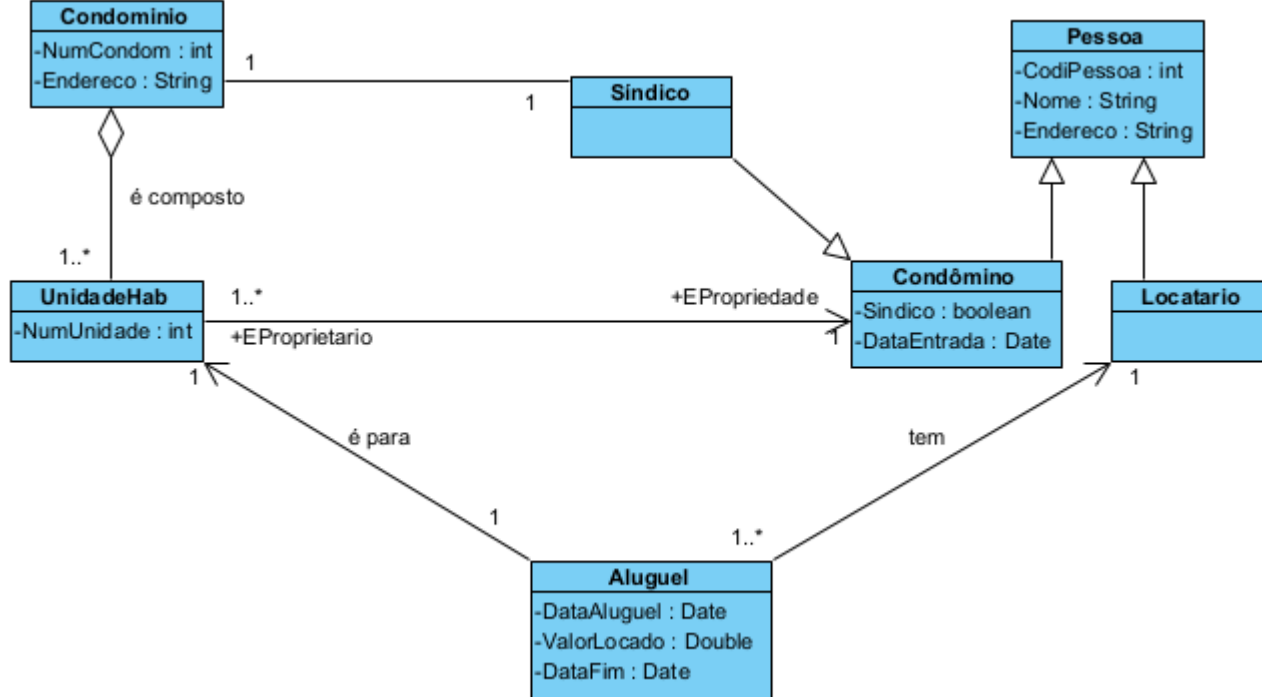 Condominio
-NumCondom : int
-Endereco : String
1
1
Síndico
Pessoa
-CodiPessoa : int
-Nome : String
-Endereco : String
é composto
1..*
UnidadeHab
-NumUnidade : int
1..*
+EProprietario
+EPropriedade
1
Condômino
-Sindico : boolean
-DataEntrada : Date
Locatario
1
é para
1
tem
1
1..*
Aluguel
-DataAluguel : Date
-ValorLocado : Double
-DataFim : Date